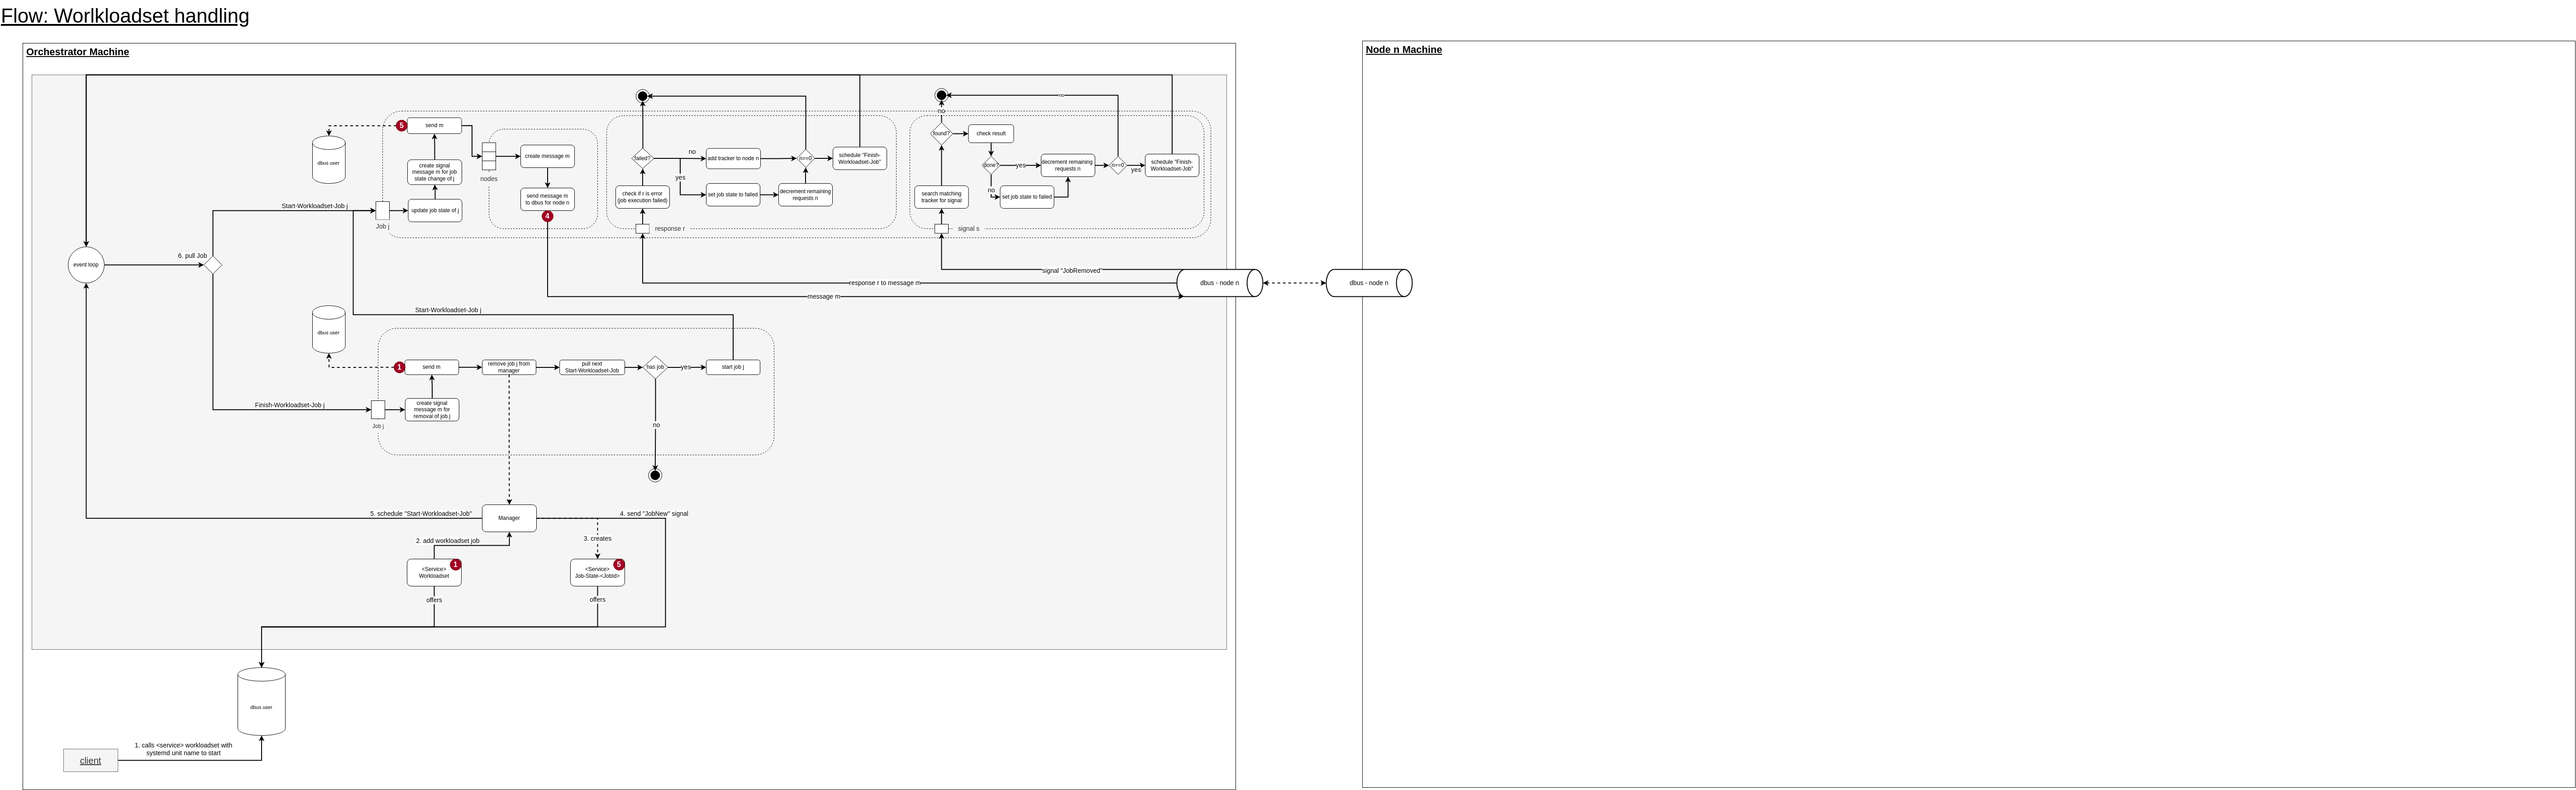 Flow: Worlkloadset handling
Orchestrator Machine
Node n Machine
send m
5
dbus user
create signal
message m for job
state change of j
update job state of j
Start-Workloadset-Job j
Job j
nodes
create message m
send message m
to dbus for node n
4
failed?
no
yes
add tracker to node n
n==0
schedule "Finish-
Workloadset-Job"
check if r is error
(job execution failed)
set job state to failed
decrement remaining
requests n
response r
no
no
found?
check result
done?
yes
decrement remaining
requests n
n==0
yes
schedule "Finish-
Workloadset-Job"
search matching
tracker for signal
no
set job state to failed
signal s
event loop
6. pull Job
signal "JobRemoved"
response r to message m
message m
dbus - node n
dbus - node n
Start-Workloadset-Job j
dbus user
1
send m
remove job j from
manager
pull next
Start-Workloadset-Job
has job
yes
start job j
Finish-Workloadset-Job j
create signal
message m for
removal of job j
Job j
no
5. schedule "Start-Workloadset-Job"
Manager
4. send "JobNew" signal
2. add workloadset job
3. creates
<Service>
Workloadset
1
<Service>
Job-State-<JobId>
5
offers
offers
dbus user
1. calls <service> workloadset with
systemd unit name to start
client